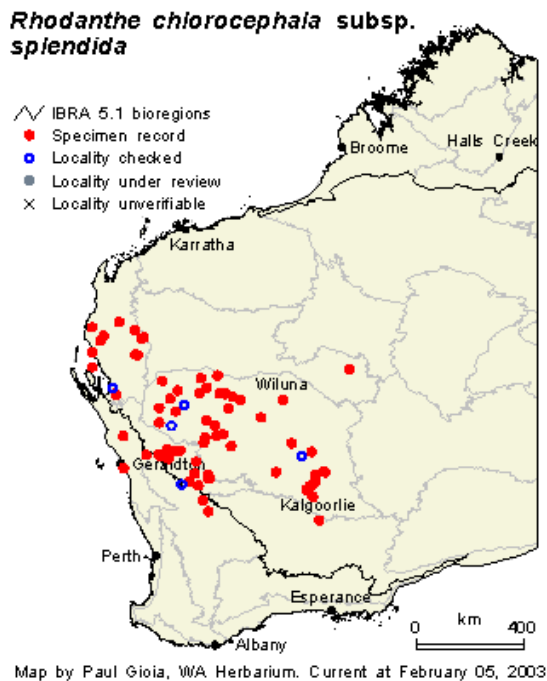 Rhodanthe chlorocephala subsp.
splendida
IBRA 5.1 bioregions
Specimen record
Locality checked
Locality under review
Locality unverifiable
Broome
Halls Creek
Karratha
Wiluna
Geraldton
Kalgoorlie
Perth
Esperance
Albany
km
0 400
Map by Paul Gioia, WA Herbarium. Current at February 05, 2003